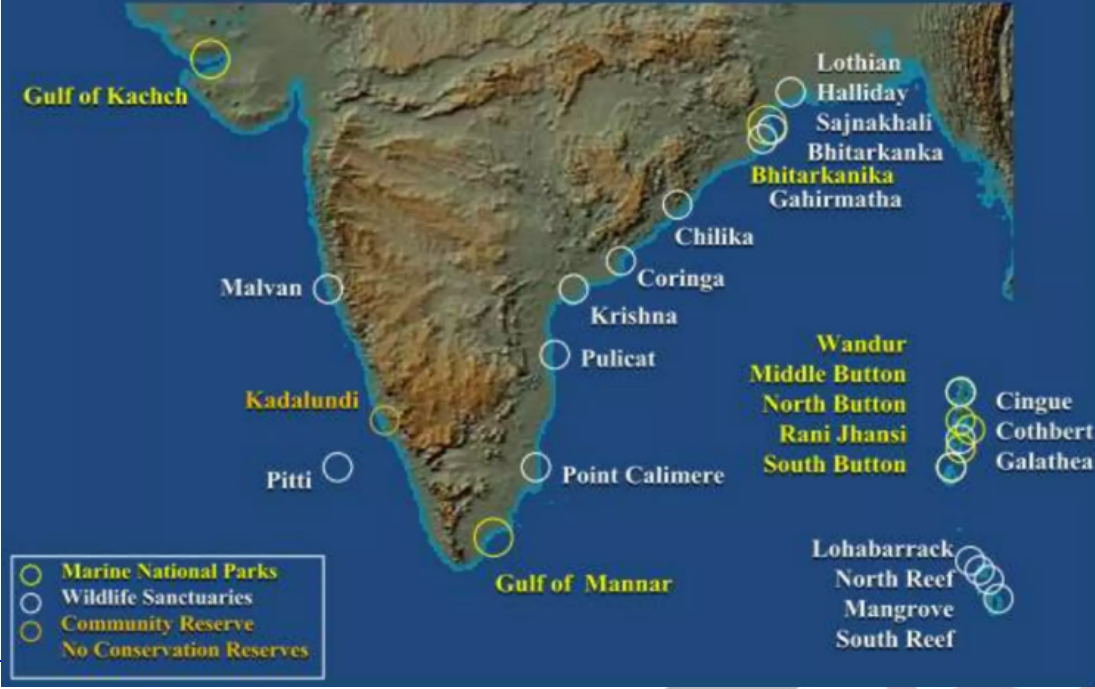 Gulf of Kachch
Lothian
Halliday
Sajnakhali
Bhitarkanka
Bhitarkanika
Gahirmatha
Chilika
Coringa
Malvan
Krishna
Pulicat
Wandur
Middle Button
North Button
Rani Jhansi
South Button
Cingue
Cothbert
Galathea
Kadalundi
Pitti
Point Calimere
Gulf of Mannar
Lohabarrack
North Reef
Mangrove
South Reef
Marine National Parks
Wildlife Sanctuaries
Community Reserve
No Conservation Reserves